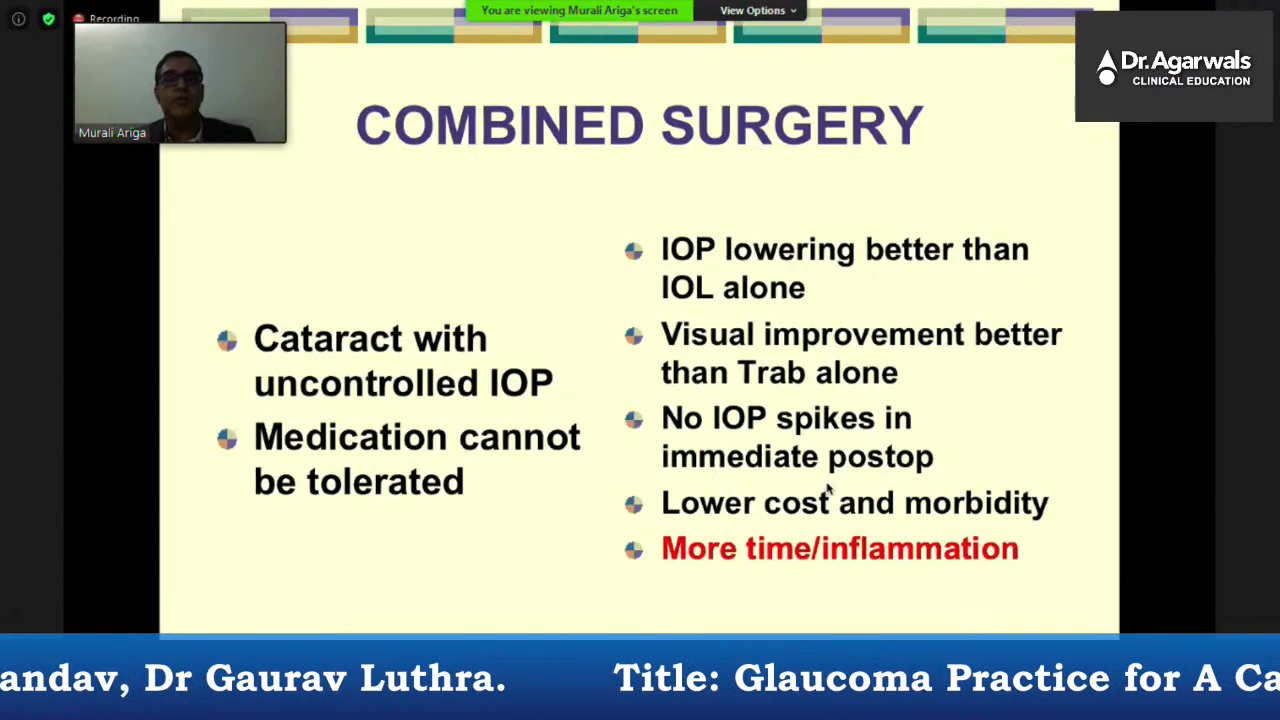 Recording
You are viewing Murali Ariga's screen
View Options
Dr.Agarwals
CLINICAL EDUCATION
Murali Ariga
COMBINED SURGERY
Cataract with
uncontrolled IOP
Medication cannot
be tolerated
IOP lowering better than
IOL alone
Visual improvement better
than Trab alone
No IOP spikes in
immediate postop
Lower cost and morbidity
More time/inflammation
andav, Dr Gaurav Luthra.
Title: Glaucoma Practice for A Ca